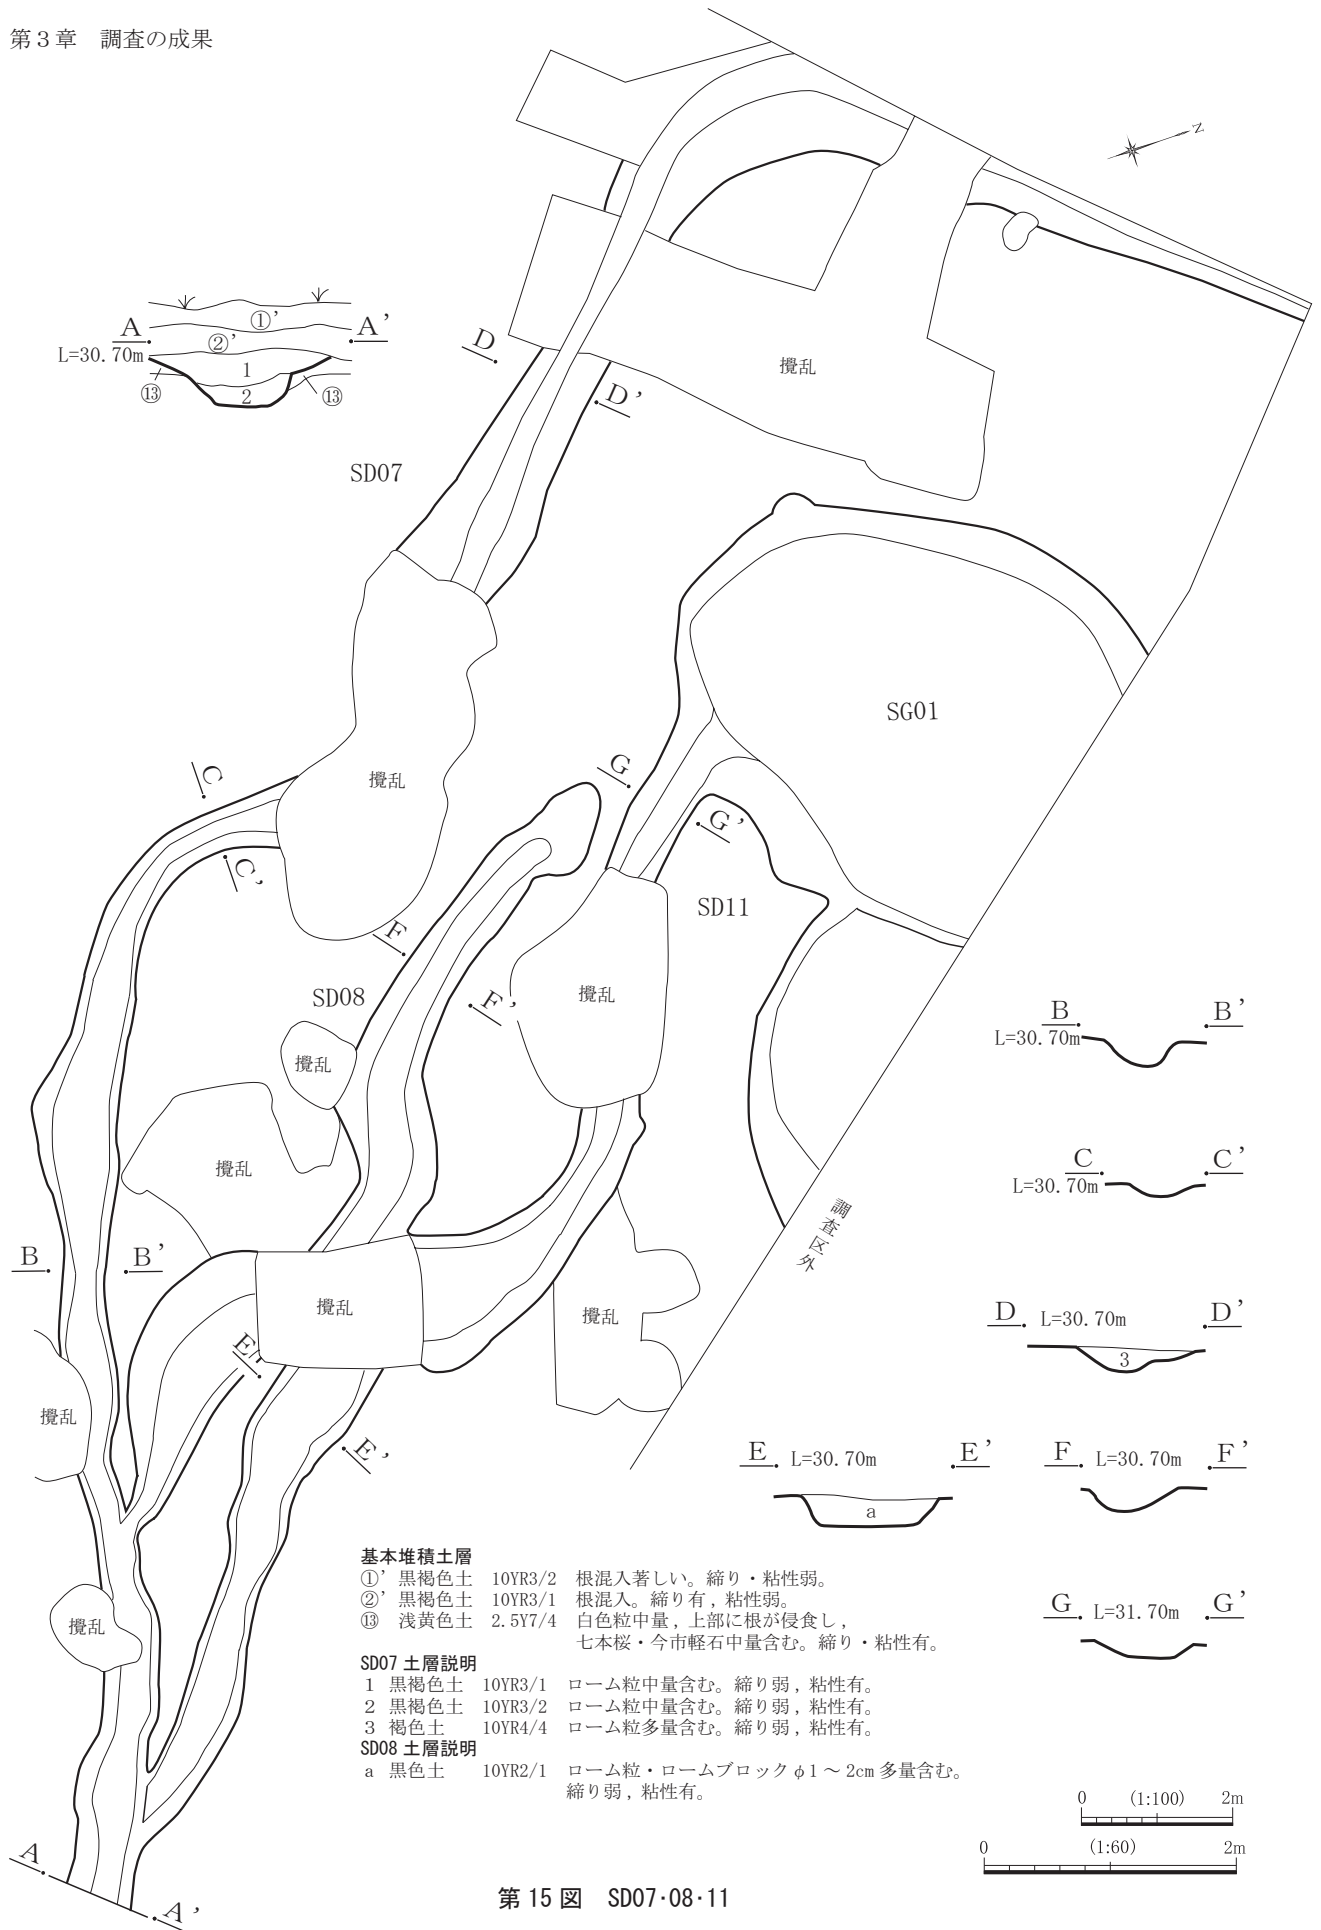 第３章　調査の成果
N
A
A’
L=30.70m
①’
②’
1
2
⑬
⑬
D
D’
攪乱
SD07
SG01
攪乱
C
C’
G
G’
SD11
F
F’
SD08
攪乱
攪乱
攪乱
B
B’
攪乱
E
E’
攪乱
攪乱
攪乱
調査区外
A
A’
B
B’
L=30.70m
C
C’
L=30.70m
D
L=30.70m
D’
3
E
L=30.70m
E’
a
F
L=30.70m
F’
G
L=31.70m
G’
基本堆積土層
①’ 黒褐色土　10YR3/2　根混入著しい。締り・粘性弱。
②’ 黒褐色土　10YR3/1　根混入。締り有，粘性弱。
⑬　浅黄色土　2.5Y7/4　白色粒中量，上部に根が侵食し，
七本桜・今市軽石中量含む。締り・粘性有。
SD07 土層説明
1　黒褐色土　10YR3/1　ローム粒中量含む。締り弱，粘性有。
2　黒褐色土　10YR3/2　ローム粒中量含む。締り弱，粘性有。
3　褐色土　10YR4/4　ローム粒多量含む。締り弱，粘性有。
SD08 土層説明
a　黒色土　10YR2/1　ローム粒・ロームブロックφ1～2cm 多量含む。
締り弱，粘性有。
0　(1:100)　2m
0　(1:60)　2m
第 15 図　SD07･08･11